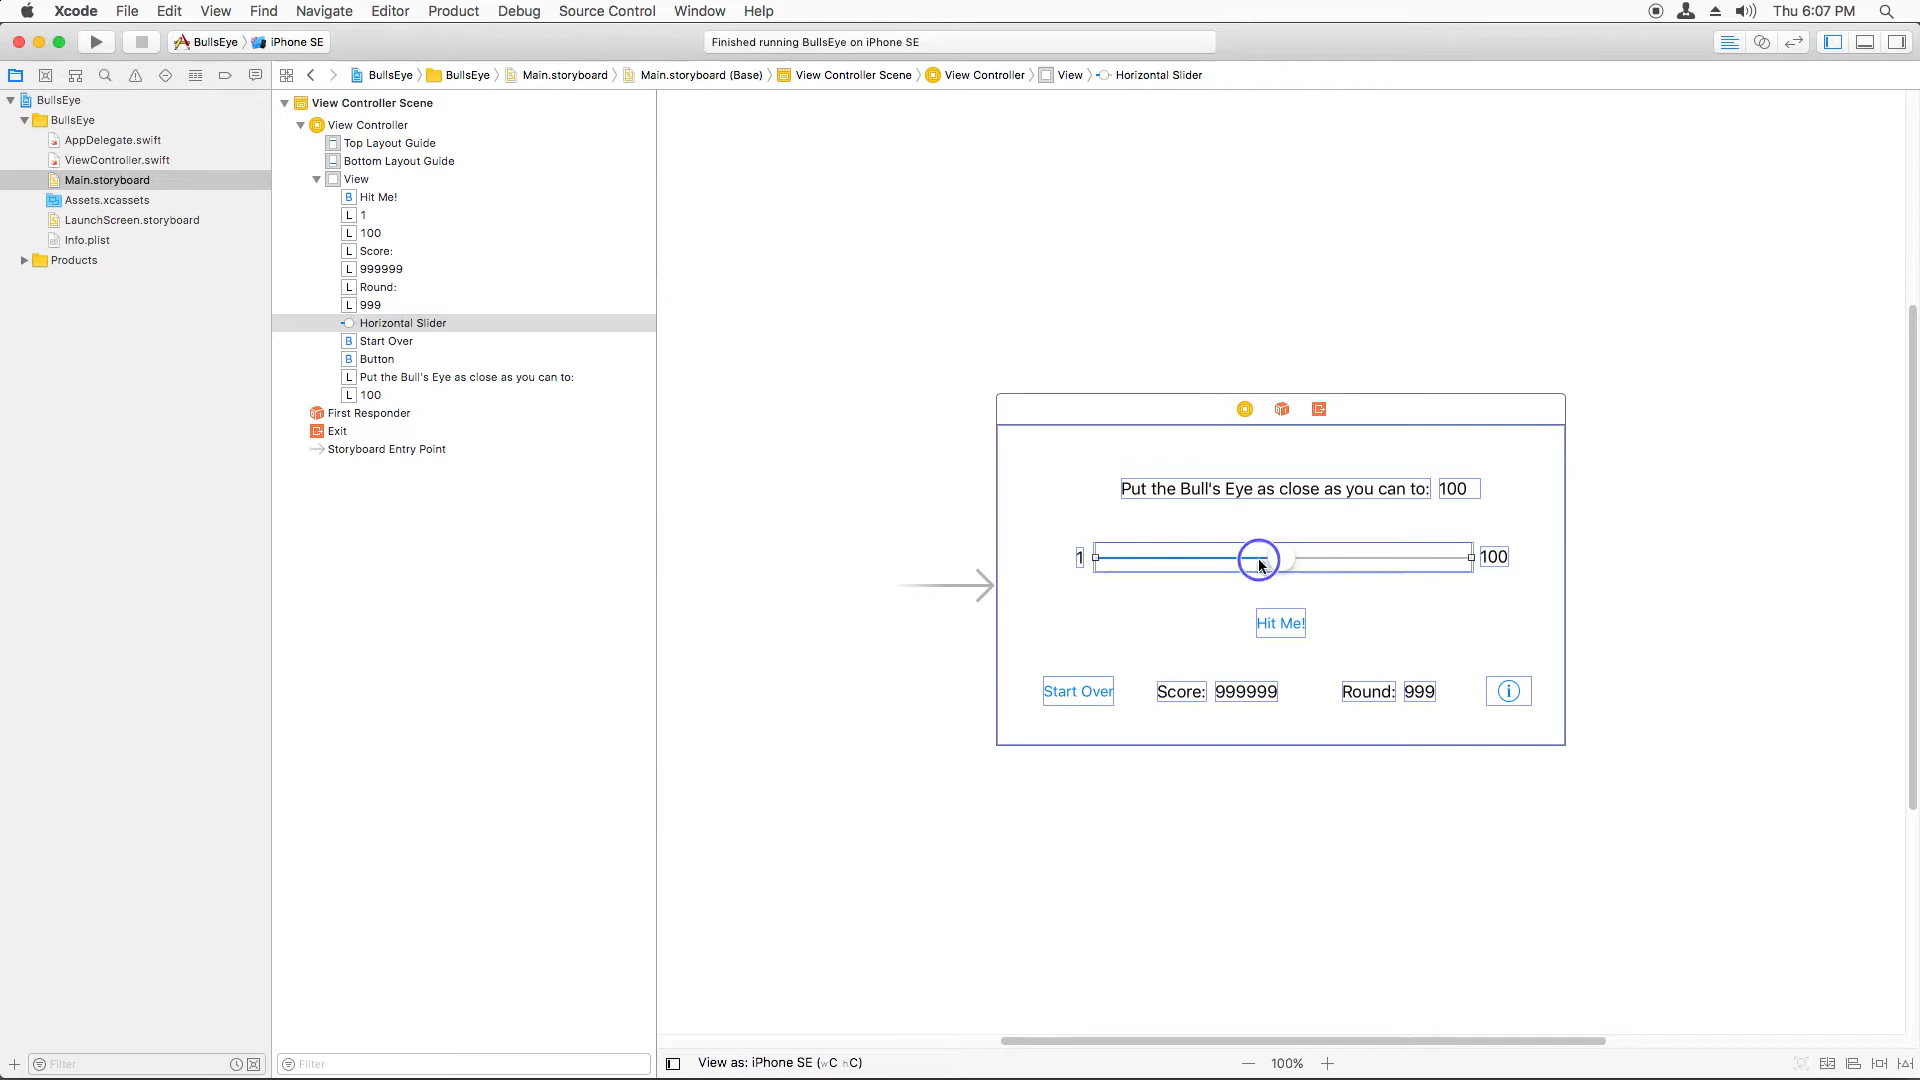 Xcode File Edit View Find Navigate Editor Product Debug Source Control Window Help Thu 6:07 PM
BullsEye iPhone SE Finished running BullsEye on iPhone SE
BullsEye BullsEye Main.storyboard Main.storyboard (Base) View Controller Scene View Controller View Horizontal Slider
BullsEye
BullsEye
AppDelegate.swift
ViewController.swift
Main.storyboard
Assets.xcassets
LaunchScreen.storyboard
Info.plist
Products
View Controller Scene
View Controller
Top Layout Guide
Bottom Layout Guide
View
B Hit Me!
L 1
L 100
L Score:
L 999999
L Round:
L 999
Horizontal Slider
B Start Over
B Button
L Put the Bull's Eye as close as you can to:
L 100
First Responder
Exit
Storyboard Entry Point
Put the Bull's Eye as close as you can to: 100
1 100
Hit Me!
Start Over Score: 999999 Round: 999
Filter
Filter
View as: iPhone SE (wC hC) 100%